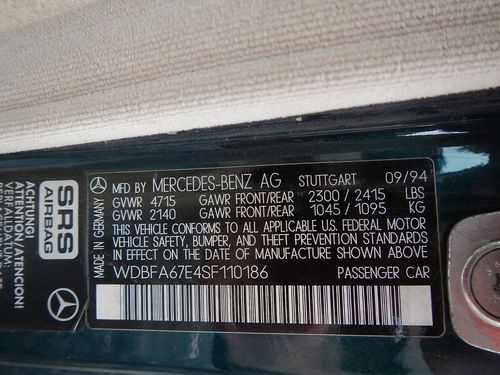 MFD BY MERCEDES-BENZ AG STUTTGART 09/94
GVWR 4715 GAWR FRONT/REAR 2300 / 2415 LBS
GVWR 2140 GAWR FRONT/REAR 1045 / 1095 KG
THIS VEHICLE CONFORMS TO ALL APPLICABLE U.S. FEDERAL MOTOR
VEHICLE SAFETY, BUMPER, AND THEFT PREVENTION STANDARDS
IN EFFECT ON THE DATE OF MANUFACTURE SHOWN ABOVE
WDBFA67E4SF110186 PASSENGER CAR
MADE IN GERMANY
SRS
AIRBAG
ACHTUNG!
ATTENTION/ATENCION!
VERFALLDATUM: